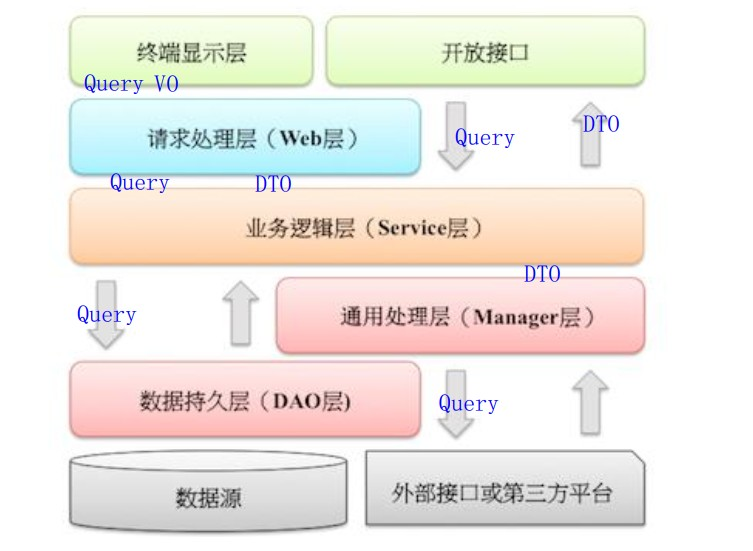 终端显示层
开放接口
Query VO
请求处理层（Web层）
Query
DTO
Query
DTO
业务逻辑层（Service层）
DTO
Query
通用处理层（Manager层）
数据持久层（DAO层)
Query
数据源
外部接口或第三方平台